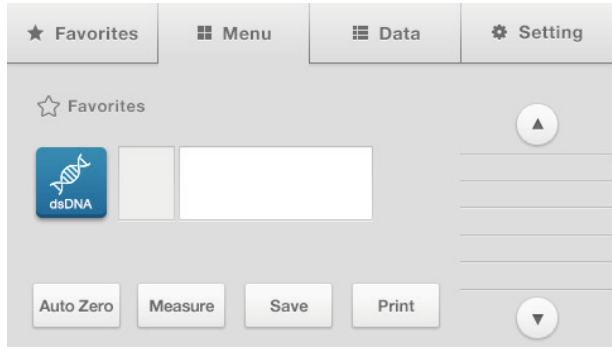 Favorites
Menu
Data
Setting
Favorites
dsDNA
Auto Zero
Measure
Save
Print